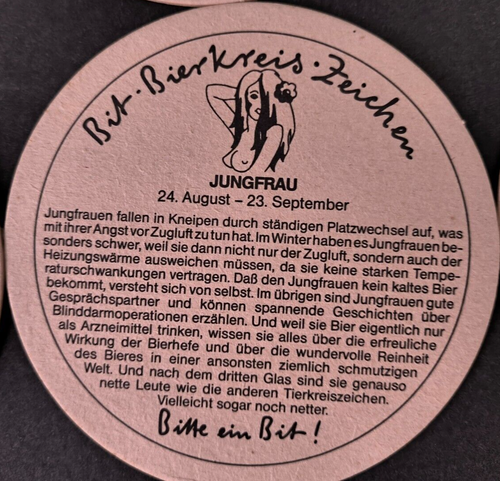 Bit·Bierkreis·Zeichen
JUNGFRAU
24. August – 23. September
Jungfrauen fallen in Kneipen durch ständigen Platzwechsel auf, was
mit ihrer Angst vor Zugluft zu tun hat. Im Winter haben es Jungfrauen be-
sonders schwer, weil sie dann nicht nur der Zugluft, sondern auch der
Heizungswärme ausweichen müssen, da sie keine starken Tempe-
raturschwankungen vertragen. Daß den Jungfrauen kein kaltes Bier
bekommt, versteht sich von selbst. Im übrigen sind Jungfrauen gute
Gesprächspartner und können spannende Geschichten über
Blinddarmoperationen erzählen. Und weil sie Bier eigentlich nur
als Arzneimittel trinken, wissen sie alles über die erfreuliche
Wirkung der Bierhefe und über die wundervolle Reinheit
des Bieres in einer ansonsten ziemlich schmutzigen
Welt. Und nach dem dritten Glas sind sie genauso
nette Leute wie die anderen Tierkreiszeichen.
Vielleicht sogar noch netter.
Bitte ein Bit!